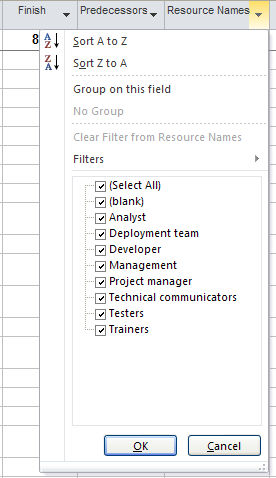 Finish Predecessors Resource Names
8
A Z Sort A to Z
Z A Sort Z to A
Group on this field
No Group
Clear Filter from Resource Names
Filters
(Select All)
(blank)
Analyst
Deployment team
Developer
Management
Project manager
Technical communicators
Testers
Trainers
OK Cancel